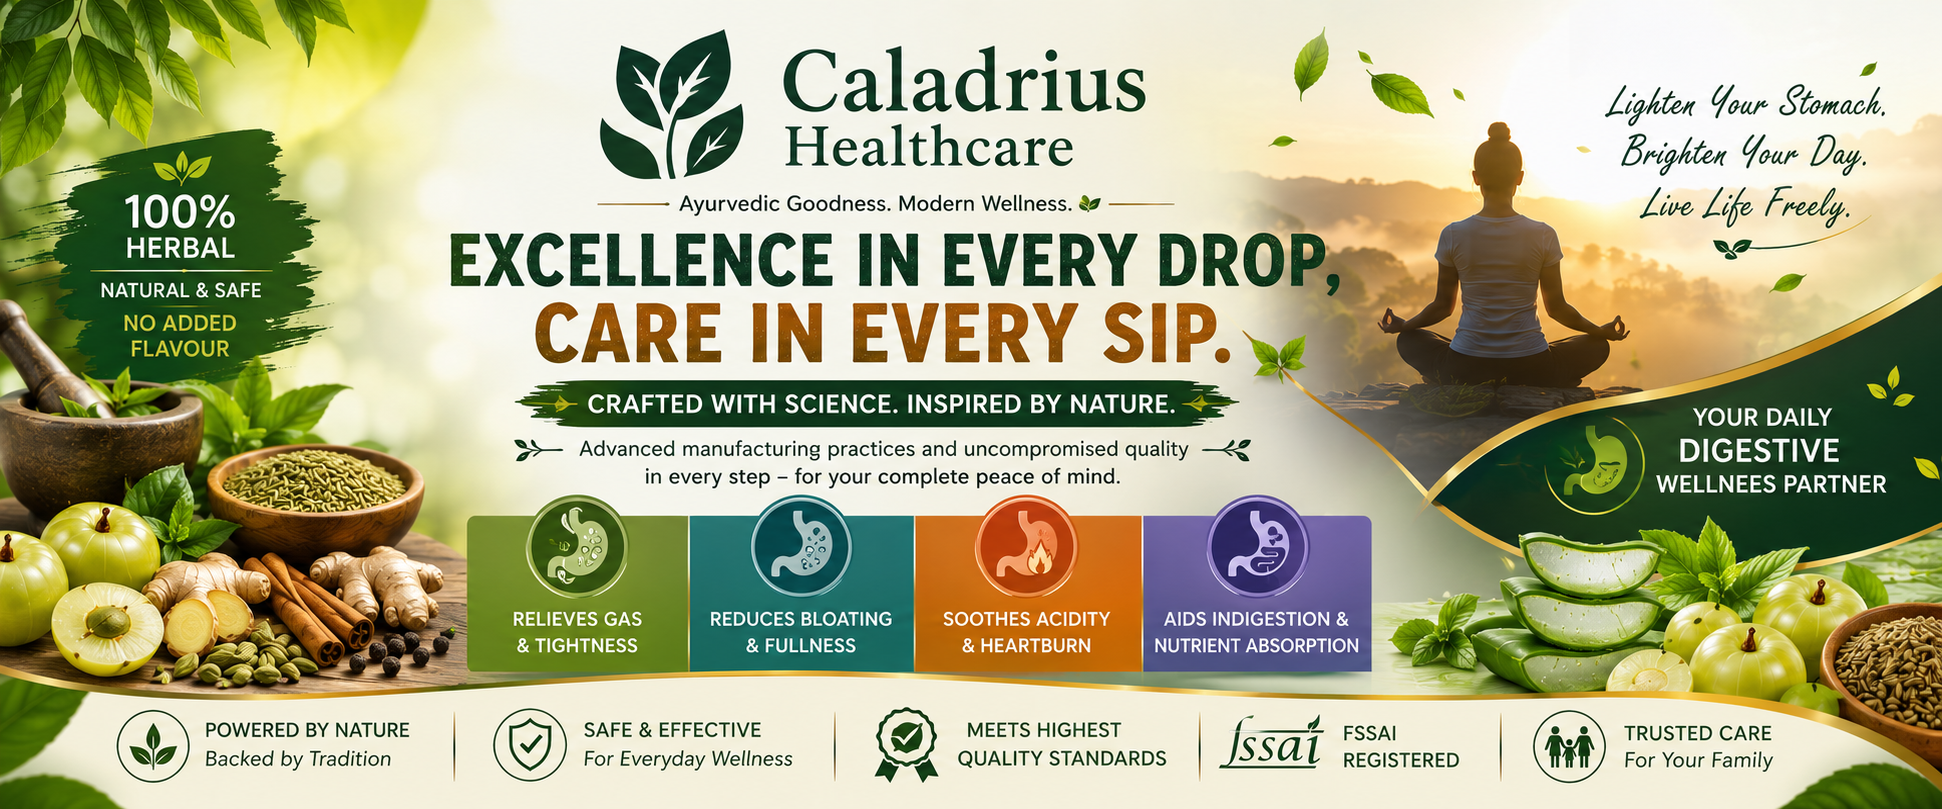 Caladrius
Healthcare
Ayurvedic Goodness. Modern Wellness.
EXCELLENCE IN EVERY DROP,
CARE IN EVERY SIP.
CRAFTED WITH SCIENCE. INSPIRED BY NATURE.
Advanced manufacturing practices and uncompromised quality
in every step – for your complete peace of mind.
100%
HERBAL
NATURAL & SAFE
NO ADDED
FLAVOUR
Lighten Your Stomach.
Brighten Your Day.
Live Life Freely.
YOUR DAILY
DIGESTIVE
WELLNEES PARTNER
RELIEVES GAS
& TIGHTNESS
REDUCES BLOATING
& FULLNESS
SOOTHES ACIDITY
& HEARTBURN
AIDS INDIGESTION &
NUTRIENT ABSORPTION
POWERED BY NATURE
Backed by Tradition
SAFE & EFFECTIVE
For Everyday Wellness
MEETS HIGHEST
QUALITY STANDARDS
fssai
FSSAI
REGISTERED
TRUSTED CARE
For Your Family